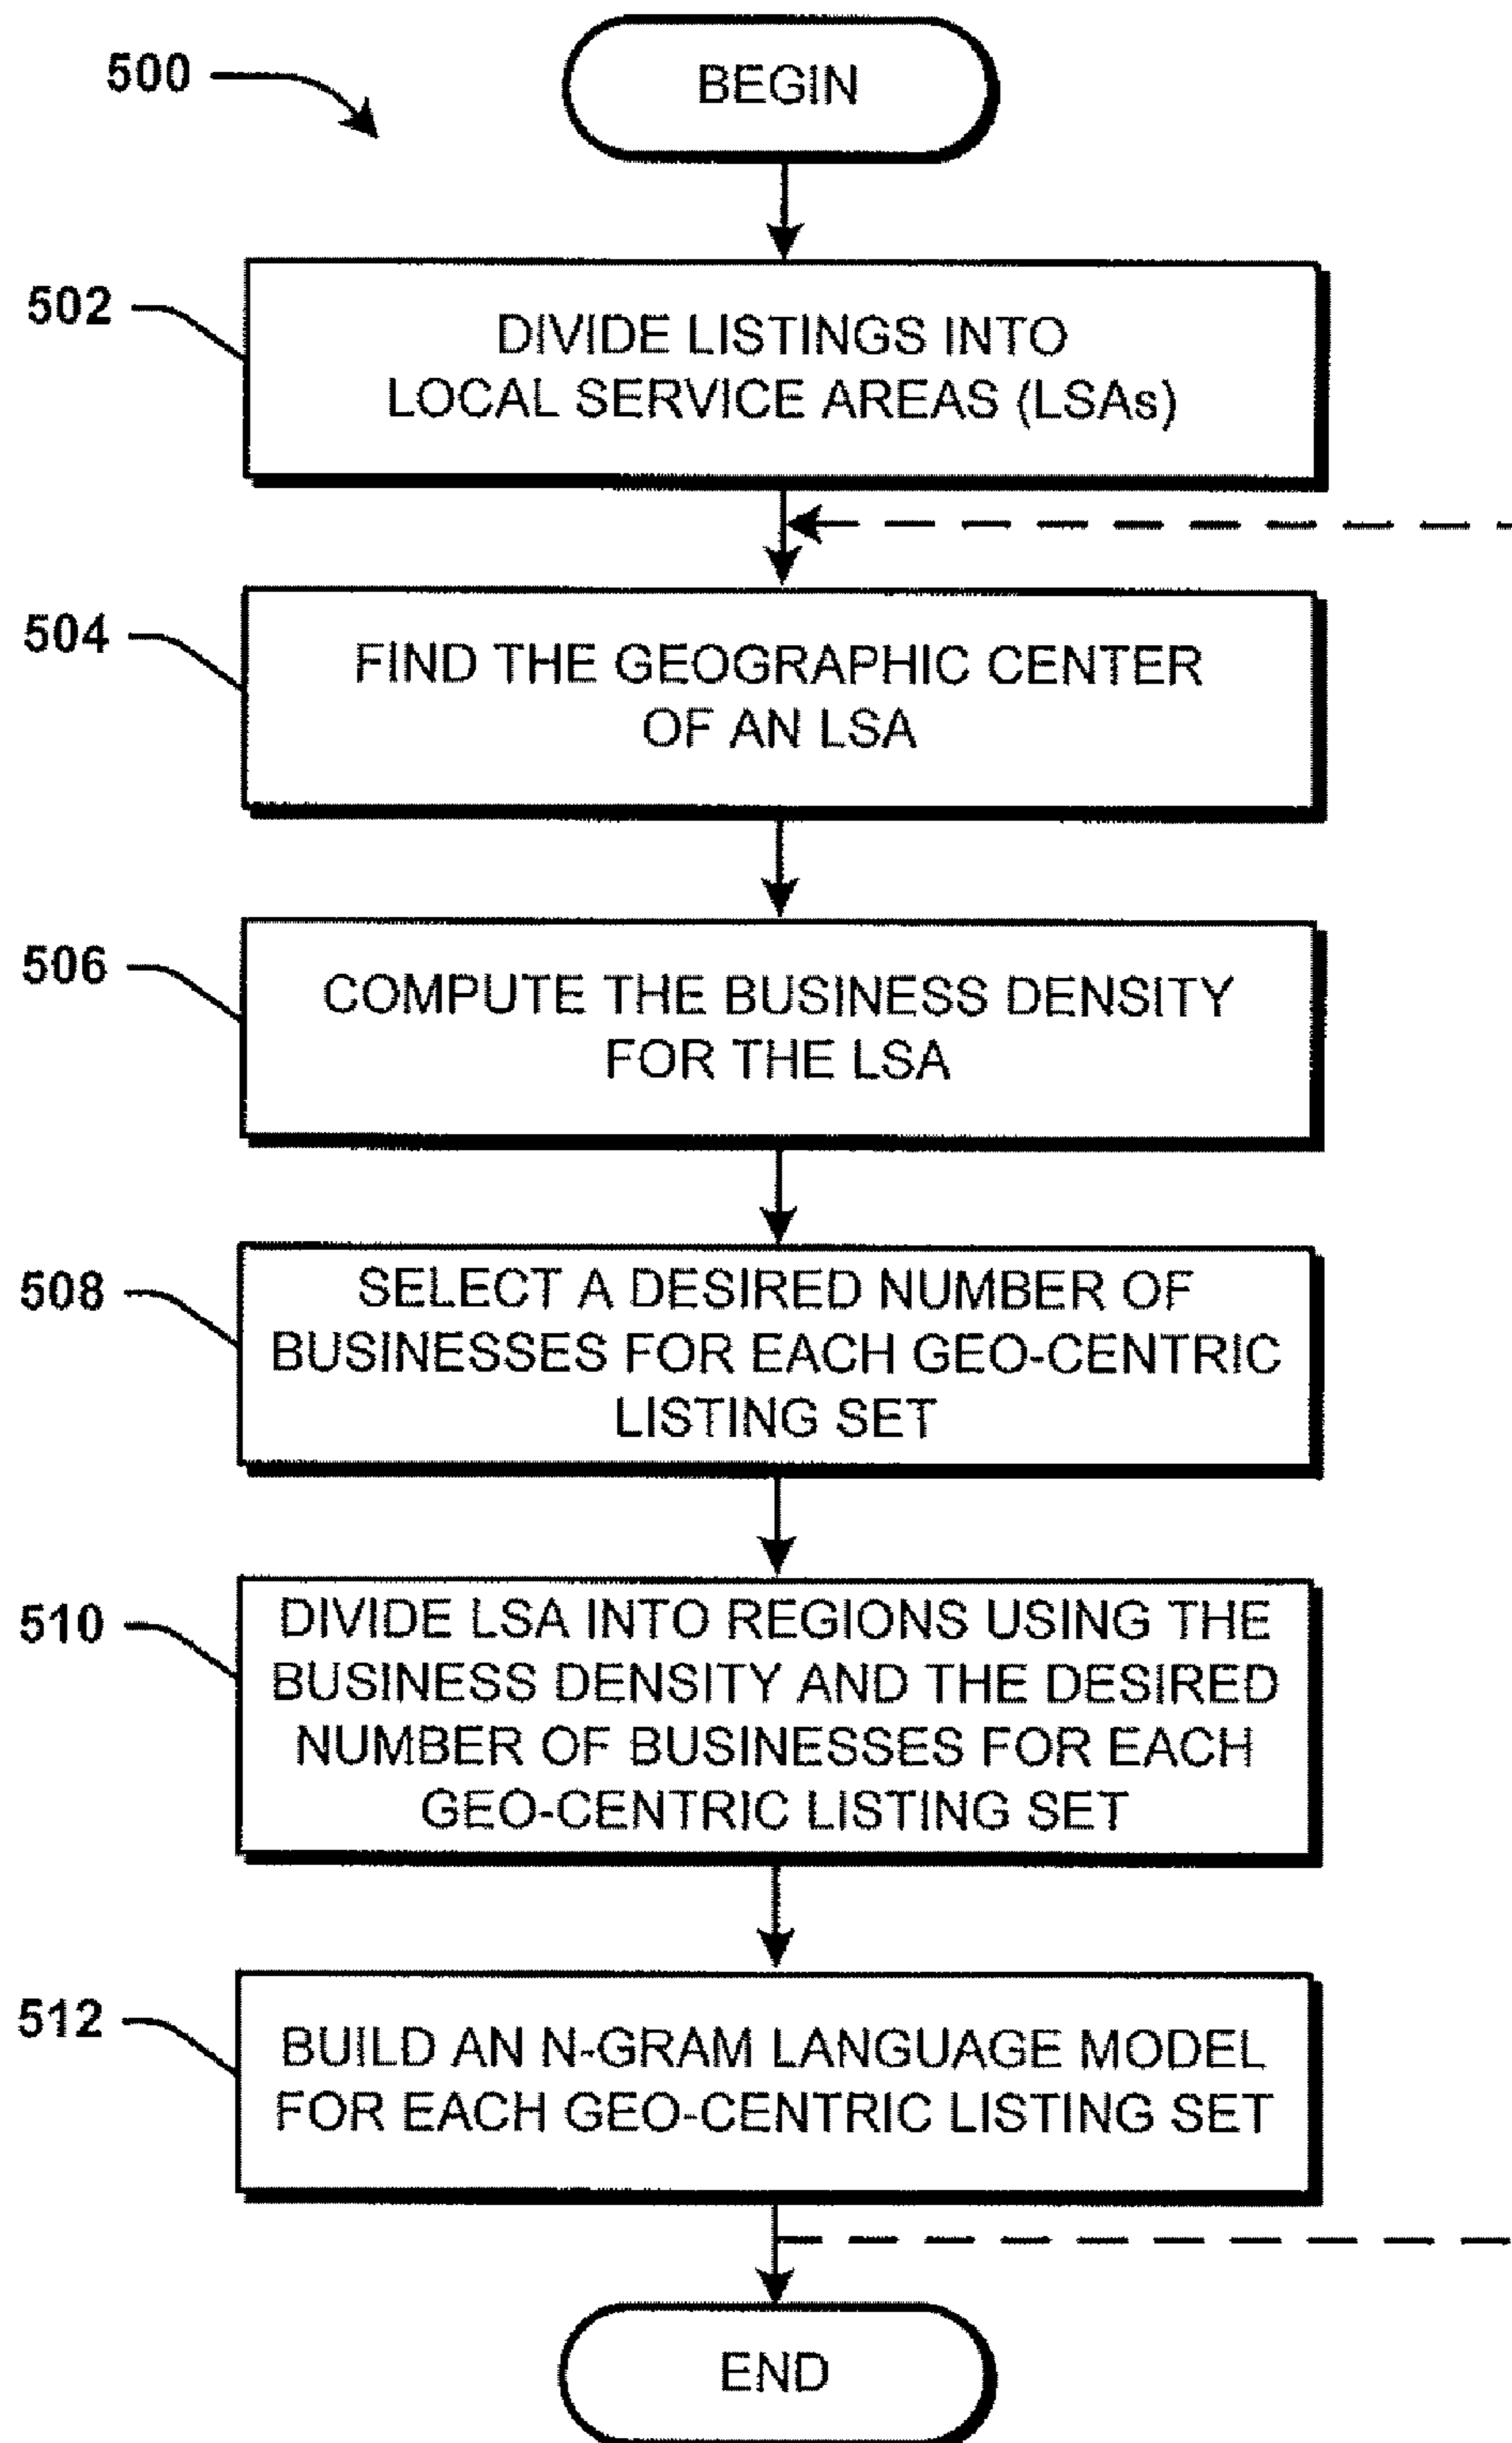 500
BEGIN
502
DIVIDE LISTINGS INTO
LOCAL SERVICE AREAS (LSAs)
504
FIND THE GEOGRAPHIC CENTER
OF AN LSA
506
COMPUTE THE BUSINESS DENSITY
FOR THE LSA
508
SELECT A DESIRED NUMBER OF
BUSINESSES FOR EACH GEO-CENTRIC
LISTING SET
510
DIVIDE LSA INTO REGIONS USING THE
BUSINESS DENSITY AND THE DESIRED
NUMBER OF BUSINESSES FOR EACH
GEO-CENTRIC LISTING SET
512
BUILD AN N-GRAM LANGUAGE MODEL
FOR EACH GEO-CENTRIC LISTING SET
END